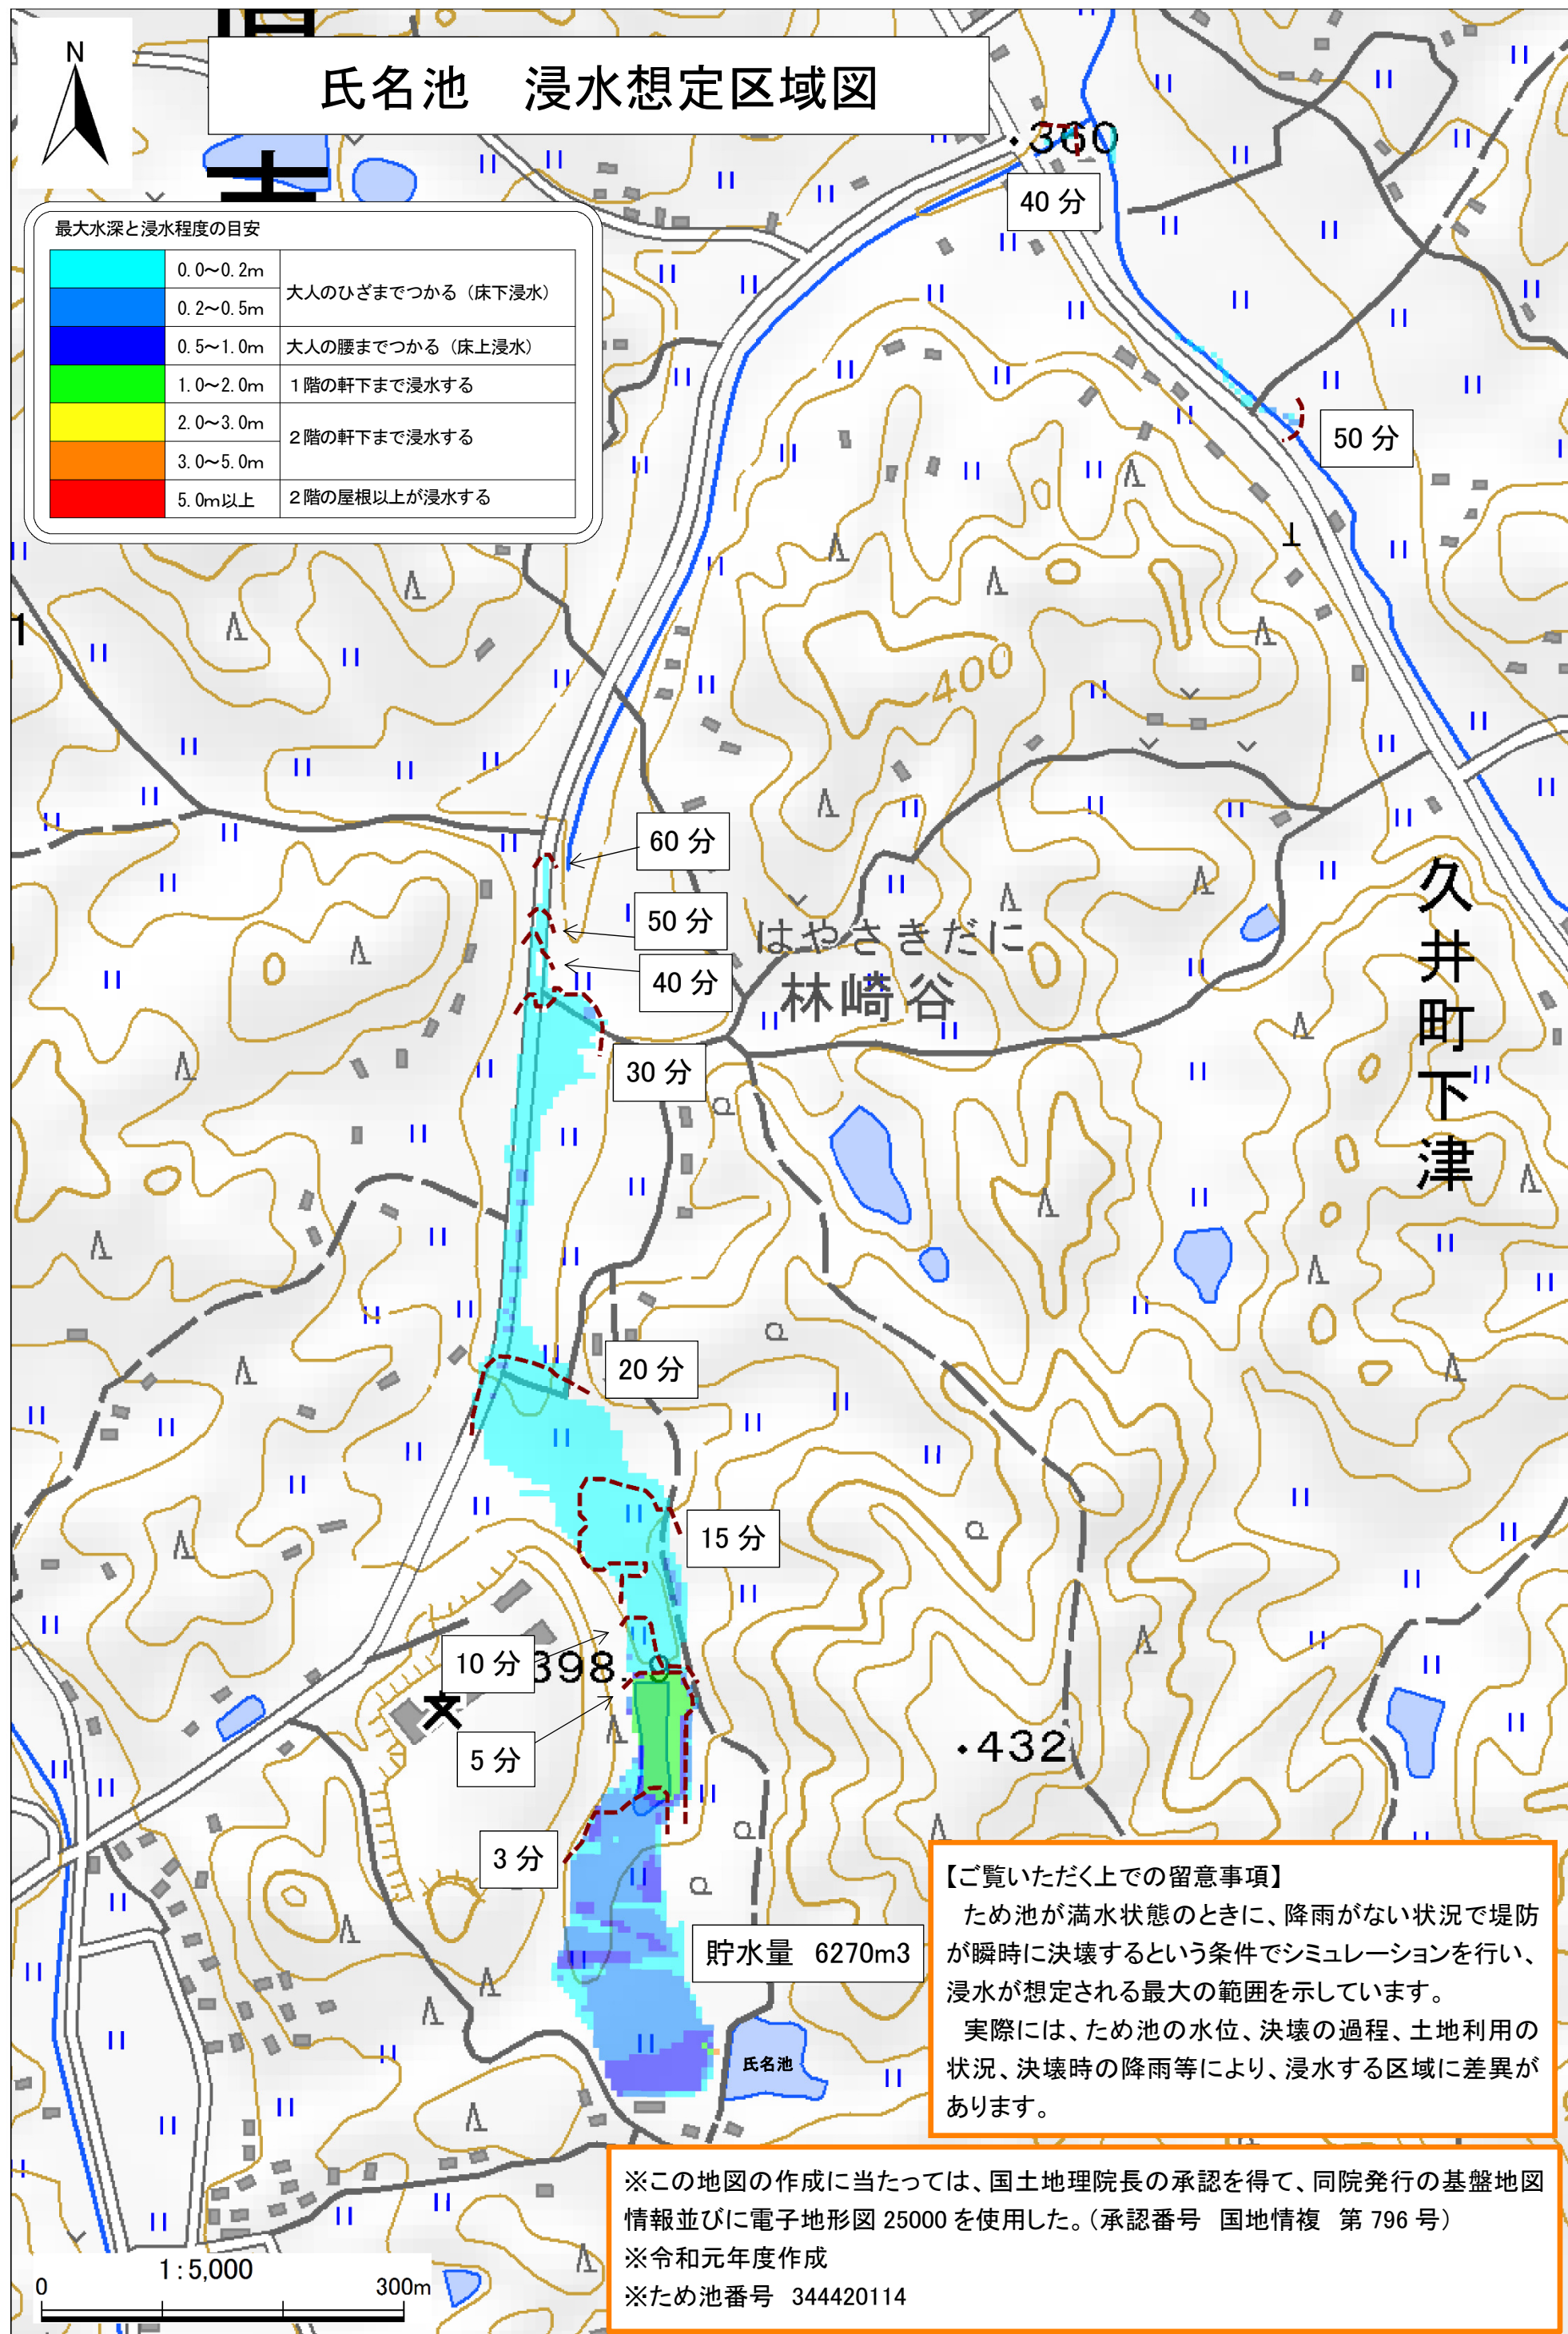 N
氏名池　浸水想定区域図
最大水深と浸水程度の目安
0.0～0.2m
大人のひざまでつかる（床下浸水）
0.2～0.5m
0.5～1.0m 大人の腰までつかる（床上浸水）
1.0～2.0m １階の軒下まで浸水する
2.0～3.0m
２階の軒下まで浸水する
3.0～5.0m
5.0m以上 ２階の屋根以上が浸水する
・360
40 分
50 分
400
60 分
50 分
40 分
はやさきだに
林崎谷
久井町下津
30 分
20 分
15 分
10 分
398.9
5 分
・432
3 分
貯水量　6270m3
氏名池
【ご覧いただく上での留意事項】
　ため池が満水状態のときに、降雨がない状況で堤防
が瞬時に決壊するという条件でシミュレーションを行い、
浸水が想定される最大の範囲を示しています。
　実際には、ため池の水位、決壊の過程、土地利用の
状況、決壊時の降雨等により、浸水する区域に差異が
あります。
※この地図の作成に当たっては、国土地理院長の承認を得て、同院発行の基盤地図
情報並びに電子地形図 25000 を使用した。（承認番号　国地情複　第 796 号）
※令和元年度作成
※ため池番号　344420114
1:5,000
0 300m